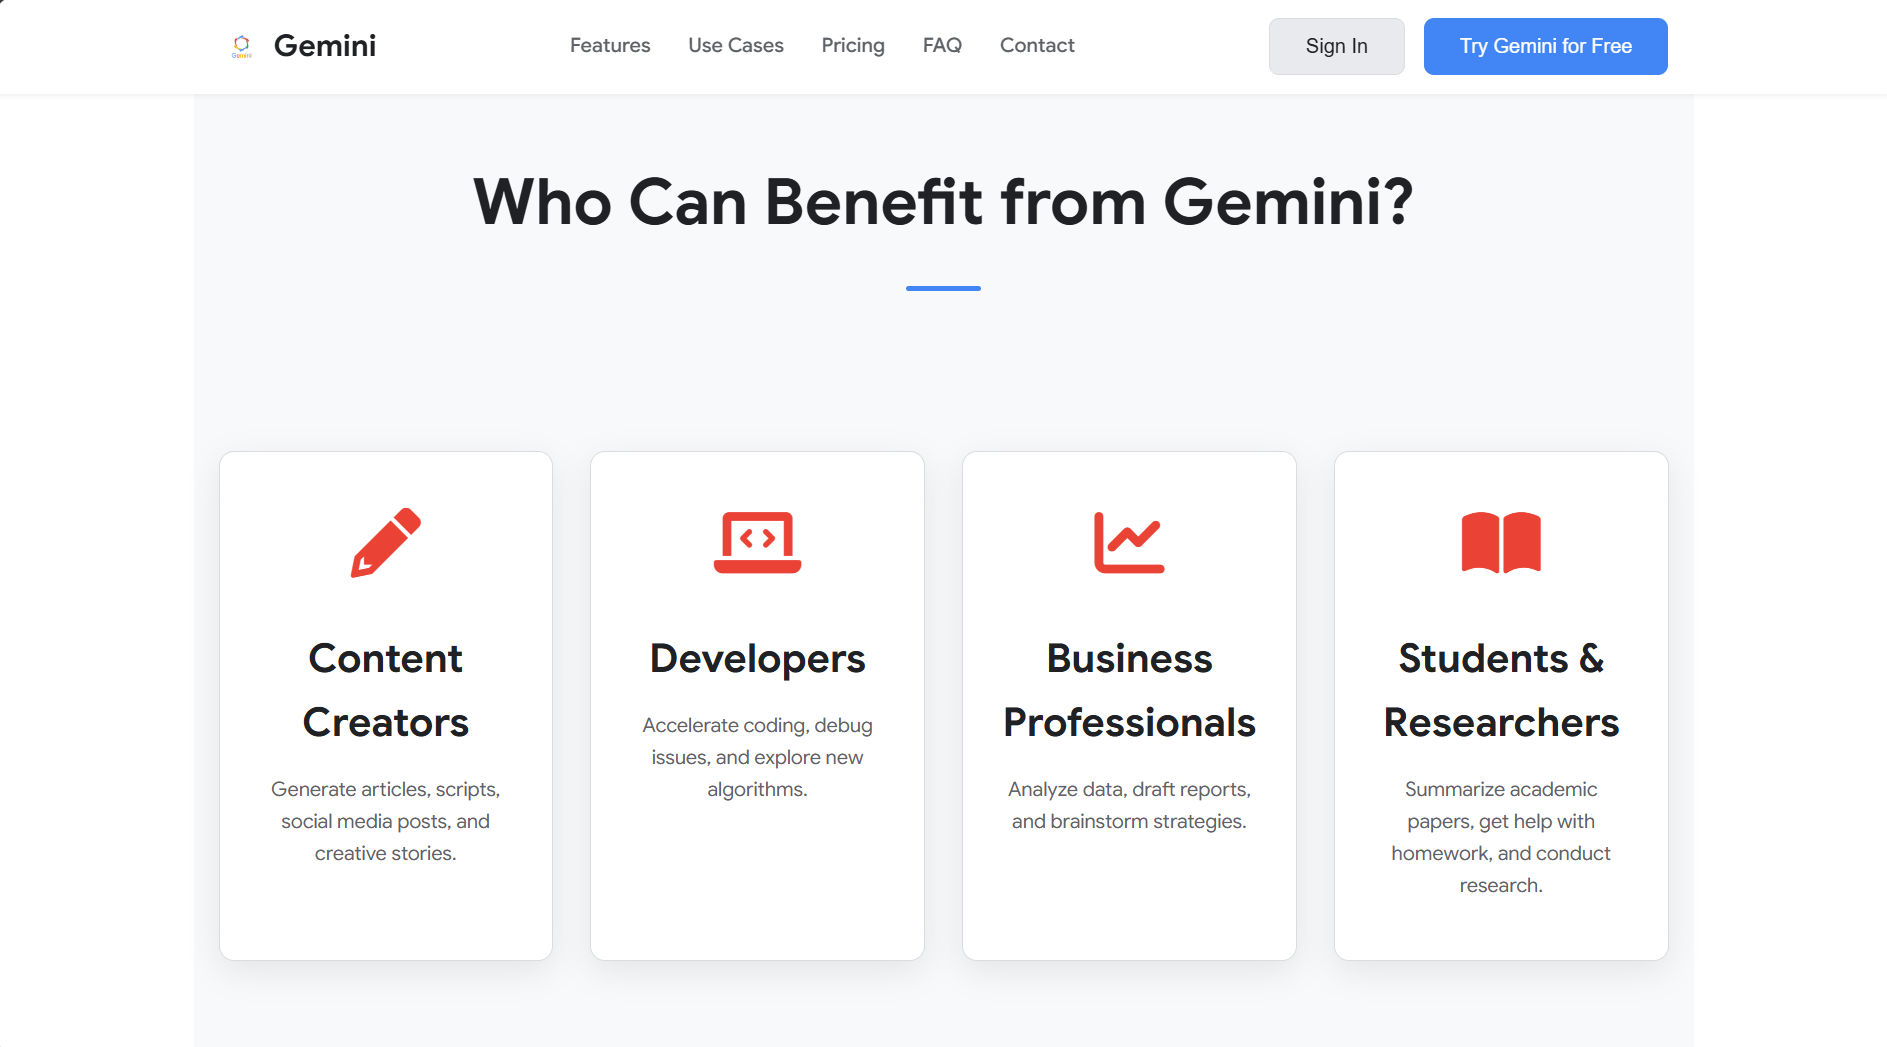 Gemini
Gemini
Features
Use Cases
Pricing
FAQ
Contact
Sign In
Try Gemini for Free
Who Can Benefit from Gemini?
Content
Creators
Generate articles, scripts,
social media posts, and
creative stories.
Developers
Accelerate coding, debug
issues, and explore new
algorithms.
Business
Professionals
Analyze data, draft reports,
and brainstorm strategies.
Students &
Researchers
Summarize academic
papers, get help with
homework, and conduct
research.